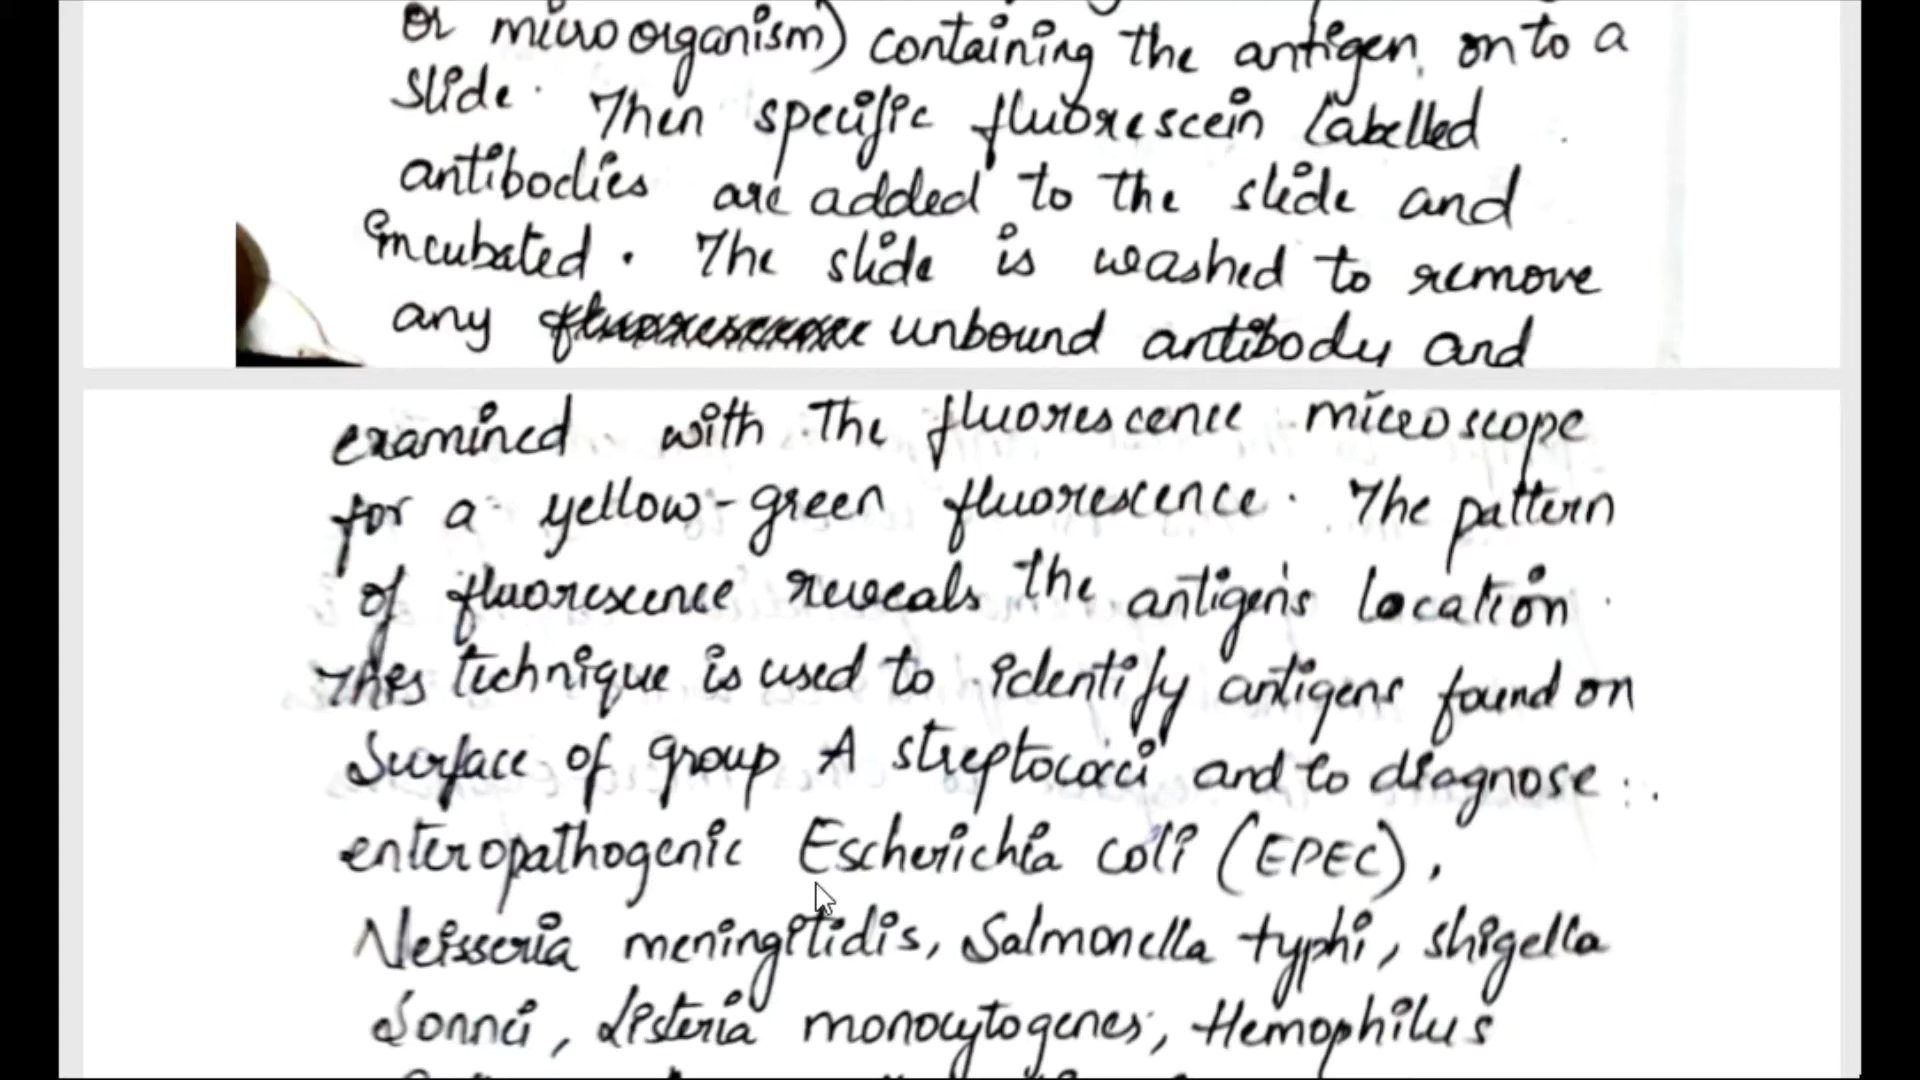 or microorganism) containing the antigen, onto a
slide. Then specific fluorescein labelled
antibodies are added to the slide and
incubated. The slide is washed to remove
any unbound antibody and
examined with the fluorescence microscope
for a yellow-green fluorescence. The pattern
of fluorescence reveals the antigen's location.
This technique is used to identify antigens found on
Surface of group A streptococci and to diagnose
enteropathogenic Escherichia coli (EPEC),
Neisseria meningitidis, Salmonella typhi, shigella
Sonnei, Listeria monocytogenes, Hemophilus